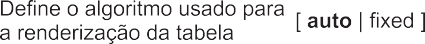 Define o algoritmo usado para
a renderização da tabela
[ auto | fixed ]